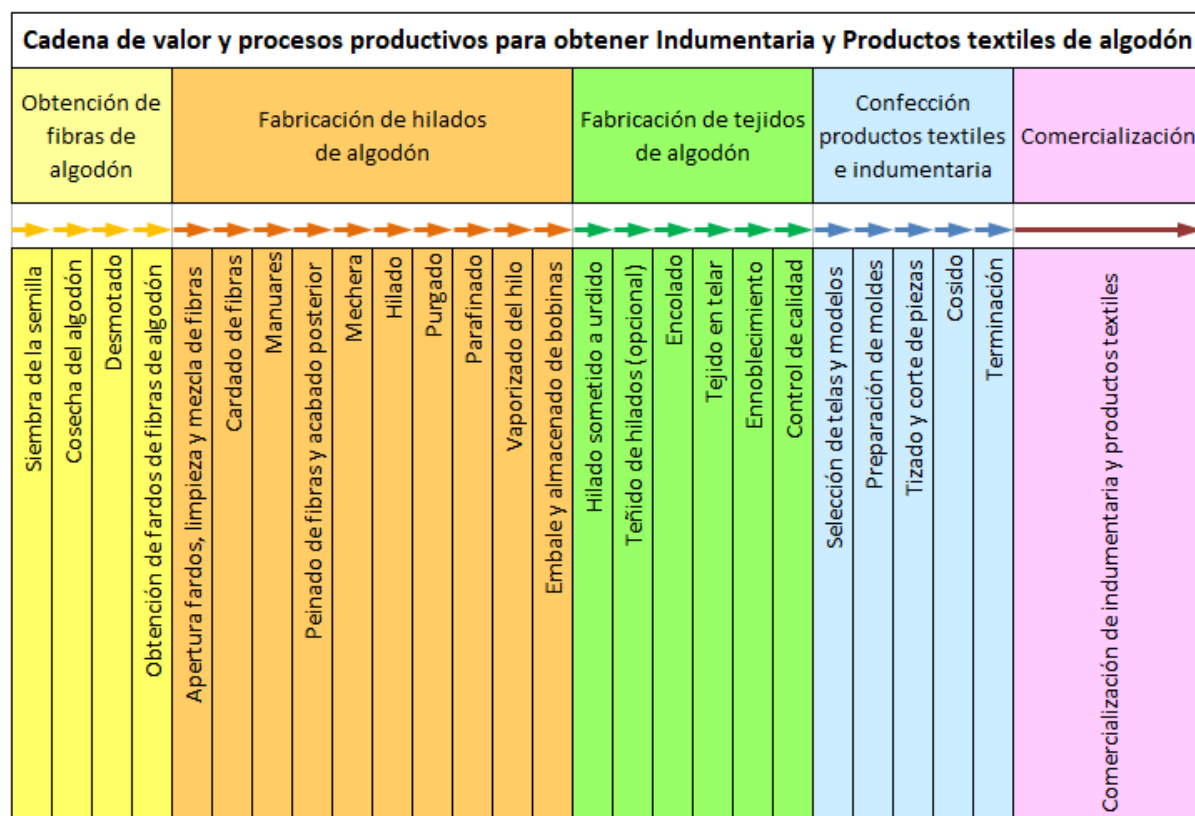 Cadena de valor y procesos productivos para obtener Indumentaria y Productos textiles de algodón
Obtención de
fibras de
algodón
Fabricación de hilados
de algodón
Fabricación de tejidos
de algodón
Confección
productos textiles
e indumentaria
Comercialización
Siembra de la semilla
Cosecha del algodón
Desmotado
Obtención de fardos de fibras de algodón
Apertura fardos, limpieza y mezcla de fibras
Cardado de fibras
Manuares
Peinado de fibras y acabado posterior
Mechera
Hilado
Purgado
Parafinado
Vaporizado del hilo
Embale y almacenado de bobinas
Hilado sometido a urdido
Teñido de hilados (opcional)
Encolado
Tejido en telar
Ennoblecimiento
Control de calidad
Selección de telas y modelos
Preparación de moldes
Tizado y corte de piezas
Cosido
Terminación
Comercialización de indumentaria y productos textiles